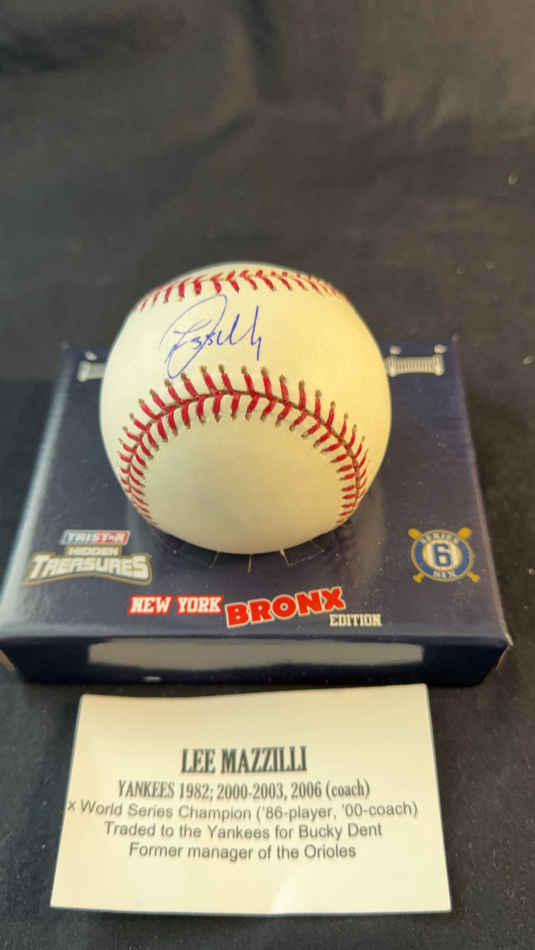 TRISTAR
HIDDEN
TREASURES
SERIES
6
SIX
NEW YORK BRONX
EDITION
LEE MAZZILLI
YANKEES 1982; 2000-2003, 2006 (coach)
x World Series Champion ('86-player, '00-coach)
Traded to the Yankees for Bucky Dent
Former manager of the Orioles